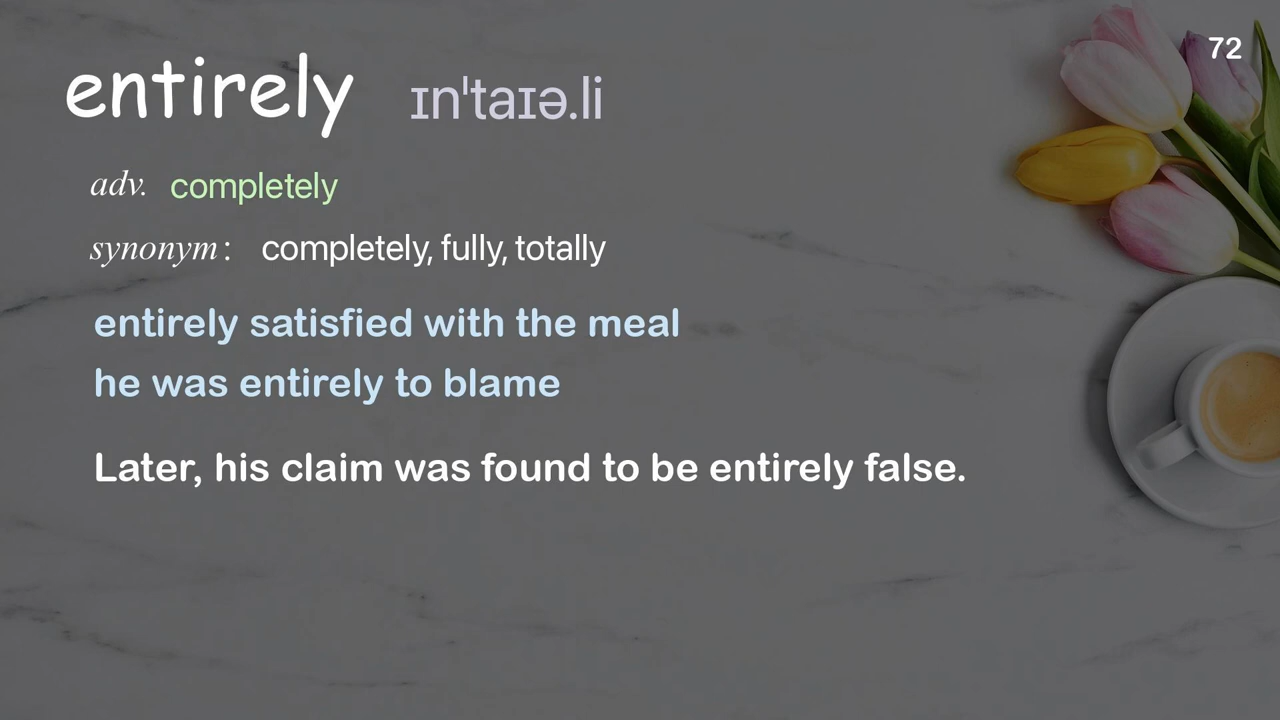 72
entirely ɪnˈtaɪə.li
adv. completely
synonym : completely, fully, totally
entirely satisfied with the meal
he was entirely to blame
Later, his claim was found to be entirely false.